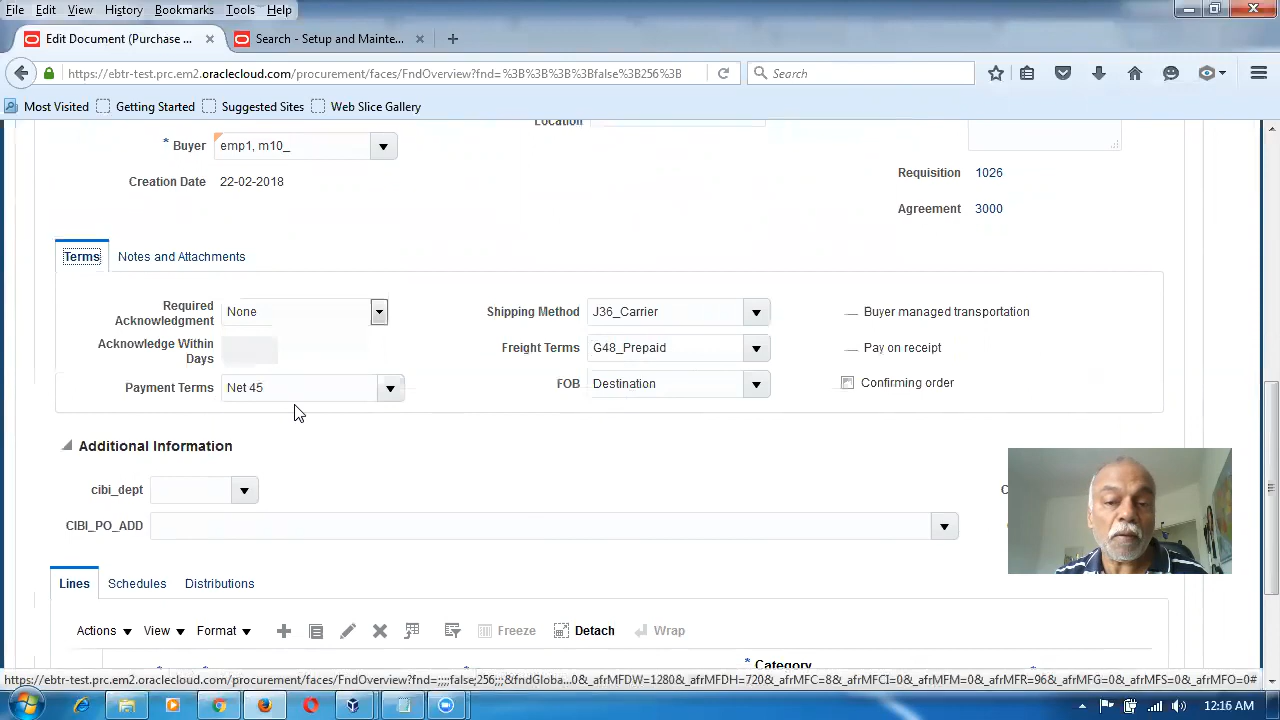 File Edit View History Bookmarks Tools Help
Edit Document (Purchase ... × Search - Setup and Mainte... ×
https://ebtr-test.prc.em2.oraclecloud.com/procurement/faces/FndOverview?fnd=%3B%3B%3B%3Bfalse%3B256%3B%3B Search
Most Visited Getting Started Suggested Sites Web Slice Gallery
Location
* Buyer emp1, m10_
Creation Date 22-02-2018
Requisition 1026
Agreement 3000
Terms Notes and Attachments
Required Acknowledgment None
Acknowledge Within Days
Payment Terms Net 45
Shipping Method J36_Carrier
Freight Terms G48_Prepaid
FOB Destination
Buyer managed transportation
Pay on receipt
Confirming order
Additional Information
cibi_dept
CIBI_PO_ADD
Lines Schedules Distributions
Actions View Format Freeze Detach Wrap
* Category
https://ebtr-test.prc.em2.oraclecloud.com/procurement/faces/FndOverview?fnd=;;;;false;256;;;&fndGloba...0&_afrMFDW=1280&_afrMFDH=720&_afrMFC=8&_afrMFCI=0&_afrMFM=0&_afrMFR=96&_afrMFG=0&_afrMFS=0&_afrMFO=0#
12:16 AM